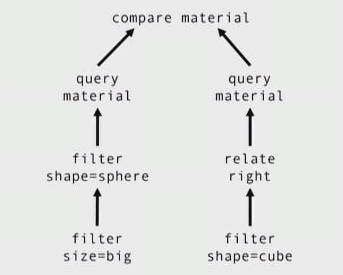 compare material
query
material
query
material
filter
shape=sphere
relate
right
filter
size=big
filter
shape=cube